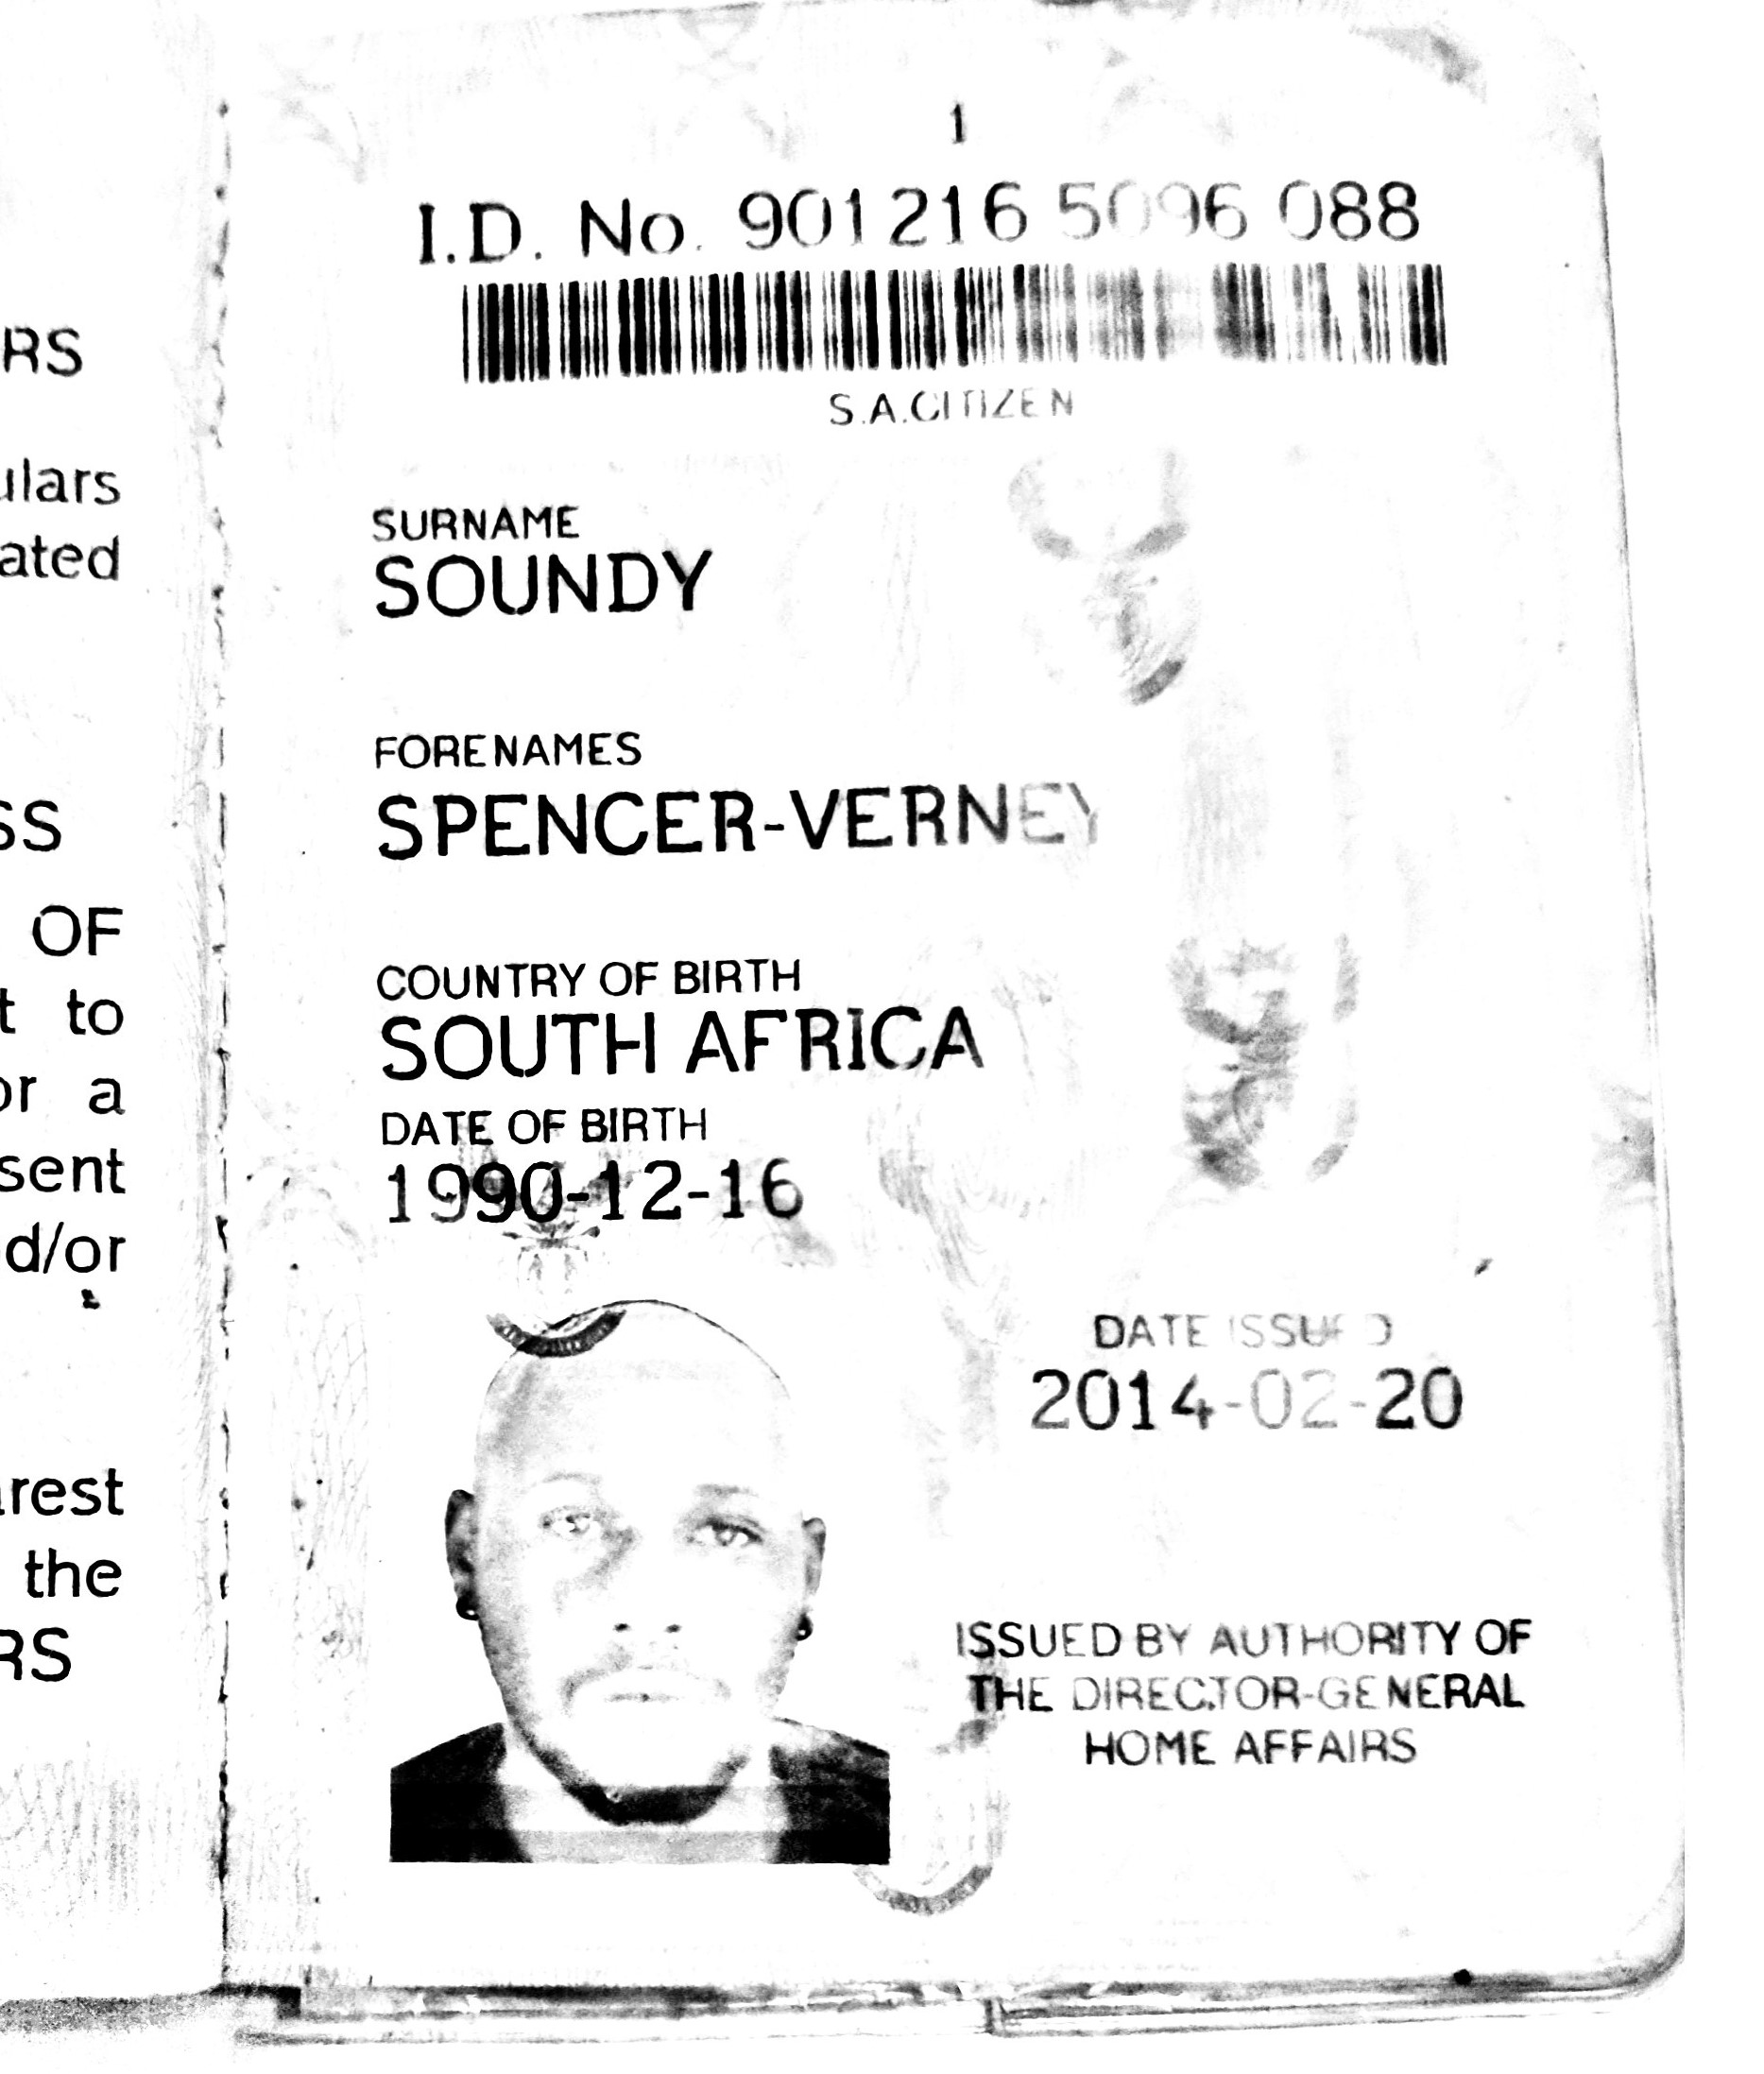 RS
ulars
ated
SS
OF
t to
or a
sent
d/or
arest
the
RS
1
I.D. No. 901216 5096 088
S.A.CITIZEN
SURNAME
SOUNDY
FORENAMES
SPENCER-VERNEY
COUNTRY OF BIRTH
SOUTH AFRICA
DATE OF BIRTH
1990-12-16
DATE ISSUED
2014-02-20
ISSUED BY AUTHORITY OF
THE DIRECTOR-GENERAL
HOME AFFAIRS